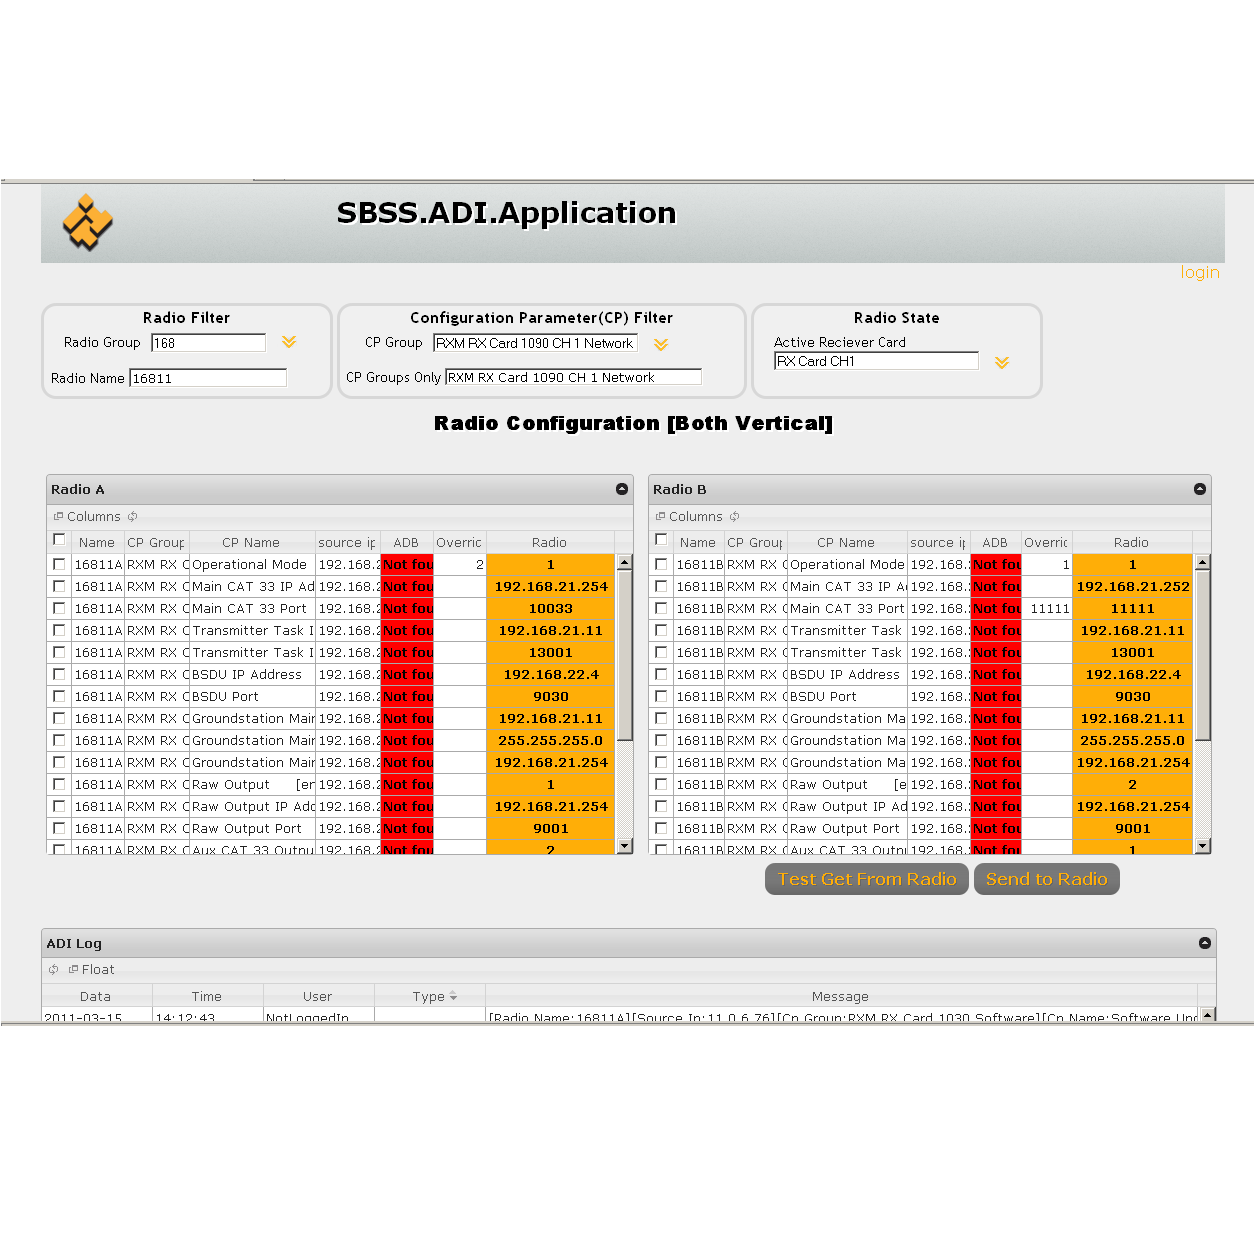 SBSS.ADI.Application
login
Radio Filter
Radio Group 168
Radio Name 16811
Configuration Parameter(CP) Filter
CP Group RXM RX Card 1090 CH 1 Network
CP Groups Only RXM RX Card 1090 CH 1 Network
Radio State
Active Reciever Card
RX Card CH1
Radio Configuration [Both Vertical]
Radio A
Columns
Name CP Group CP Name source ip ADB Overric Radio
16811A RXM RX C Operational Mode 192.168.2 Not fou 2 1
16811A RXM RX C Main CAT 33 IP Ad 192.168.2 Not fou 192.168.21.254
16811A RXM RX C Main CAT 33 Port 192.168.2 Not fou 10033
16811A RXM RX C Transmitter Task I 192.168.2 Not fou 192.168.21.11
16811A RXM RX C Transmitter Task I 192.168.2 Not fou 13001
16811A RXM RX C BSDU IP Address 192.168.2 Not fou 192.168.22.4
16811A RXM RX C BSDU Port 192.168.2 Not fou 9030
16811A RXM RX C Groundstation Mair 192.168.2 Not fou 192.168.21.11
16811A RXM RX C Groundstation Mair 192.168.2 Not fou 255.255.255.0
16811A RXM RX C Groundstation Mair 192.168.2 Not fou 192.168.21.254
16811A RXM RX C Raw Output [er 192.168.2 Not fou 1
16811A RXM RX C Raw Output IP Adc 192.168.2 Not fou 192.168.21.254
16811A RXM RX C Raw Output Port 192.168.2 Not fou 9001
16811A RXM RX C Aux CAT 33 Outpu 192.168.2 Not fou 2
Radio B
Columns
Name CP Group CP Name source ip ADB Overric Radio
16811B RXM RX C Operational Mode 192.168. Not fou 1 1
16811B RXM RX C Main CAT 33 IP A 192.168. Not fou 192.168.21.252
16811B RXM RX C Main CAT 33 Port 192.168. Not fou 11111 11111
16811B RXM RX C Transmitter Task 192.168. Not fou 192.168.21.11
16811B RXM RX C Transmitter Task 192.168. Not fou 13001
16811B RXM RX C BSDU IP Address 192.168. Not fou 192.168.22.4
16811B RXM RX C BSDU Port 192.168. Not fou 9030
16811B RXM RX C Groundstation Ma 192.168. Not fou 192.168.21.11
16811B RXM RX C Groundstation Ma 192.168. Not fou 255.255.255.0
16811B RXM RX C Groundstation Ma 192.168. Not fou 192.168.21.254
16811B RXM RX C Raw Output [e 192.168. Not fou 2
16811B RXM RX C Raw Output IP Ad 192.168. Not fou 192.168.21.254
16811B RXM RX C Raw Output Port 192.168. Not fou 9001
16811B RXM RX C Aux CAT 33 Outpu 192.168. Not fou 1
Test Get From Radio Send to Radio
ADI Log
Float
Data Time User Type Message
2011-03-15 14:12:43 NotLoggedIn [Radio Name:16811A][Source Ip:11.0.6.76][Cp Group:RXM RX Card 1030 Software][Cp Name:Software Upd